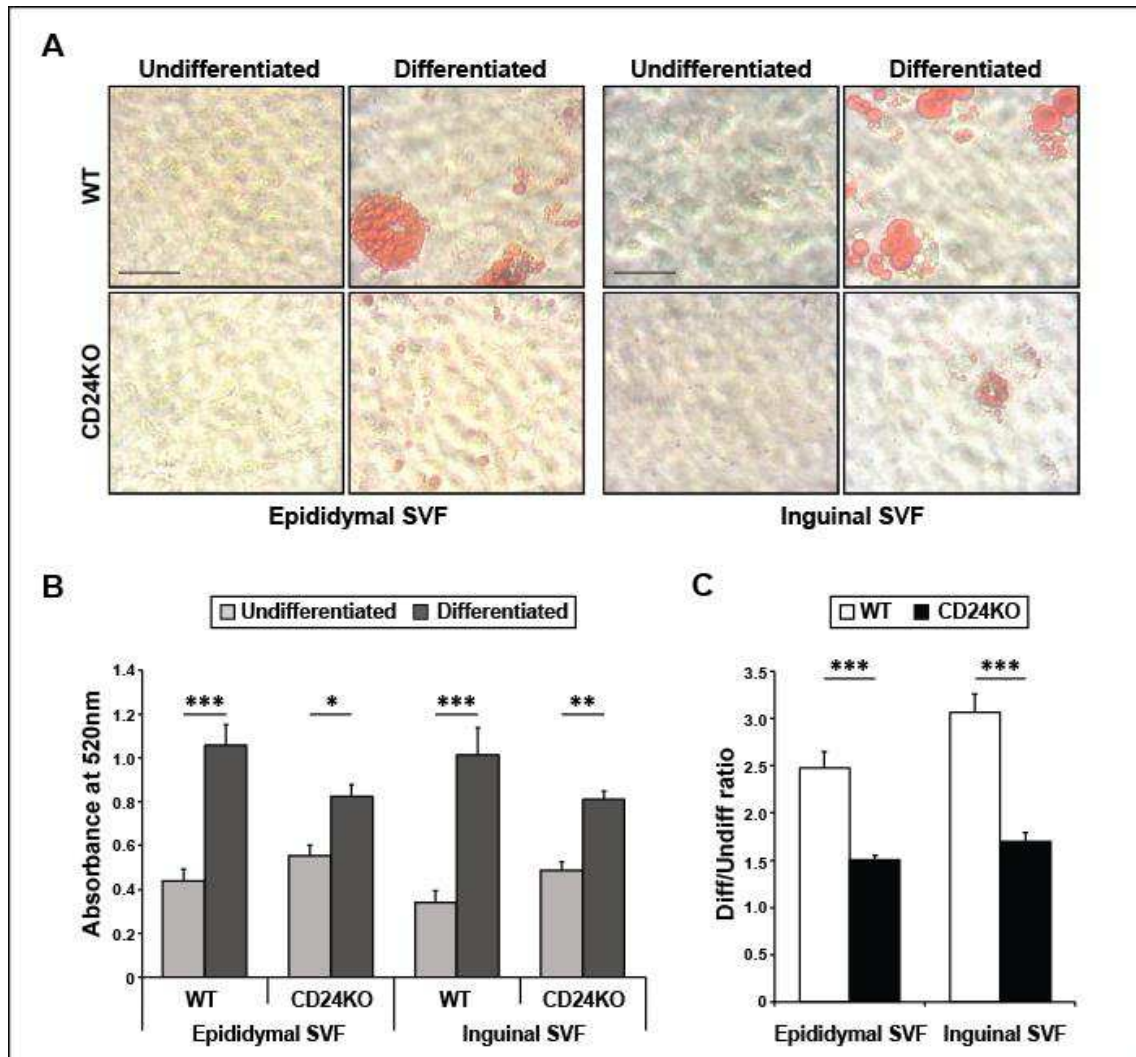 A
Undifferentiated Differentiated Undifferentiated Differentiated
WT
CD24KO
Epididymal SVF Inguinal SVF
B
Undifferentiated Differentiated
Absorbance at 520nm
1.4
1.2
1.0
0.8
0.6
0.4
0.2
0
*** * *** **
WT CD24KO WT CD24KO
Epididymal SVF Inguinal SVF
C
WT CD24KO
Diff/Undiff ratio
3.5
3.0
2.5
2.0
1.5
1.0
0.5
0
*** ***
Epididymal SVF Inguinal SVF